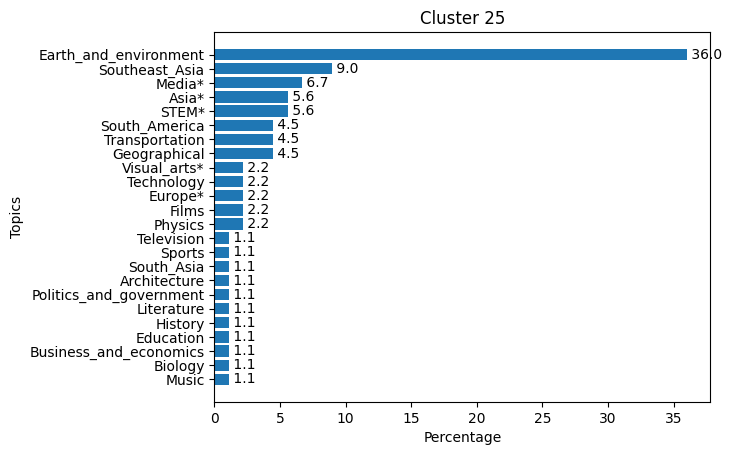 Cluster 25
Topics
Earth_and_environment 36.0
Southeast_Asia 9.0
Media* 6.7
Asia* 5.6
STEM* 5.6
South_America 4.5
Transportation 4.5
Geographical 4.5
Visual_arts* 2.2
Technology 2.2
Europe* 2.2
Films 2.2
Physics 2.2
Television 1.1
Sports 1.1
South_Asia 1.1
Architecture 1.1
Politics_and_government 1.1
Literature 1.1
History 1.1
Education 1.1
Business_and_economics 1.1
Biology 1.1
Music 1.1
0 5 10 15 20 25 30 35
Percentage